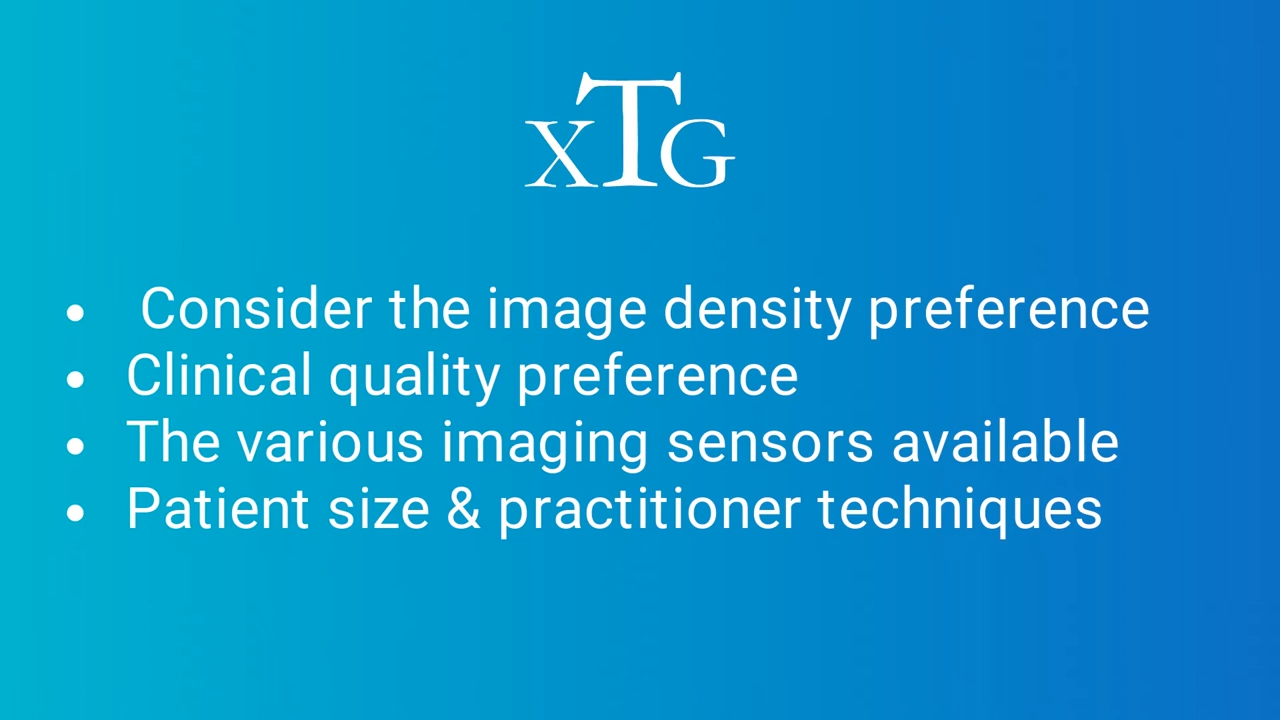 XTG
• Consider the image density preference
• Clinical quality preference
• The various imaging sensors available
• Patient size & practitioner techniques